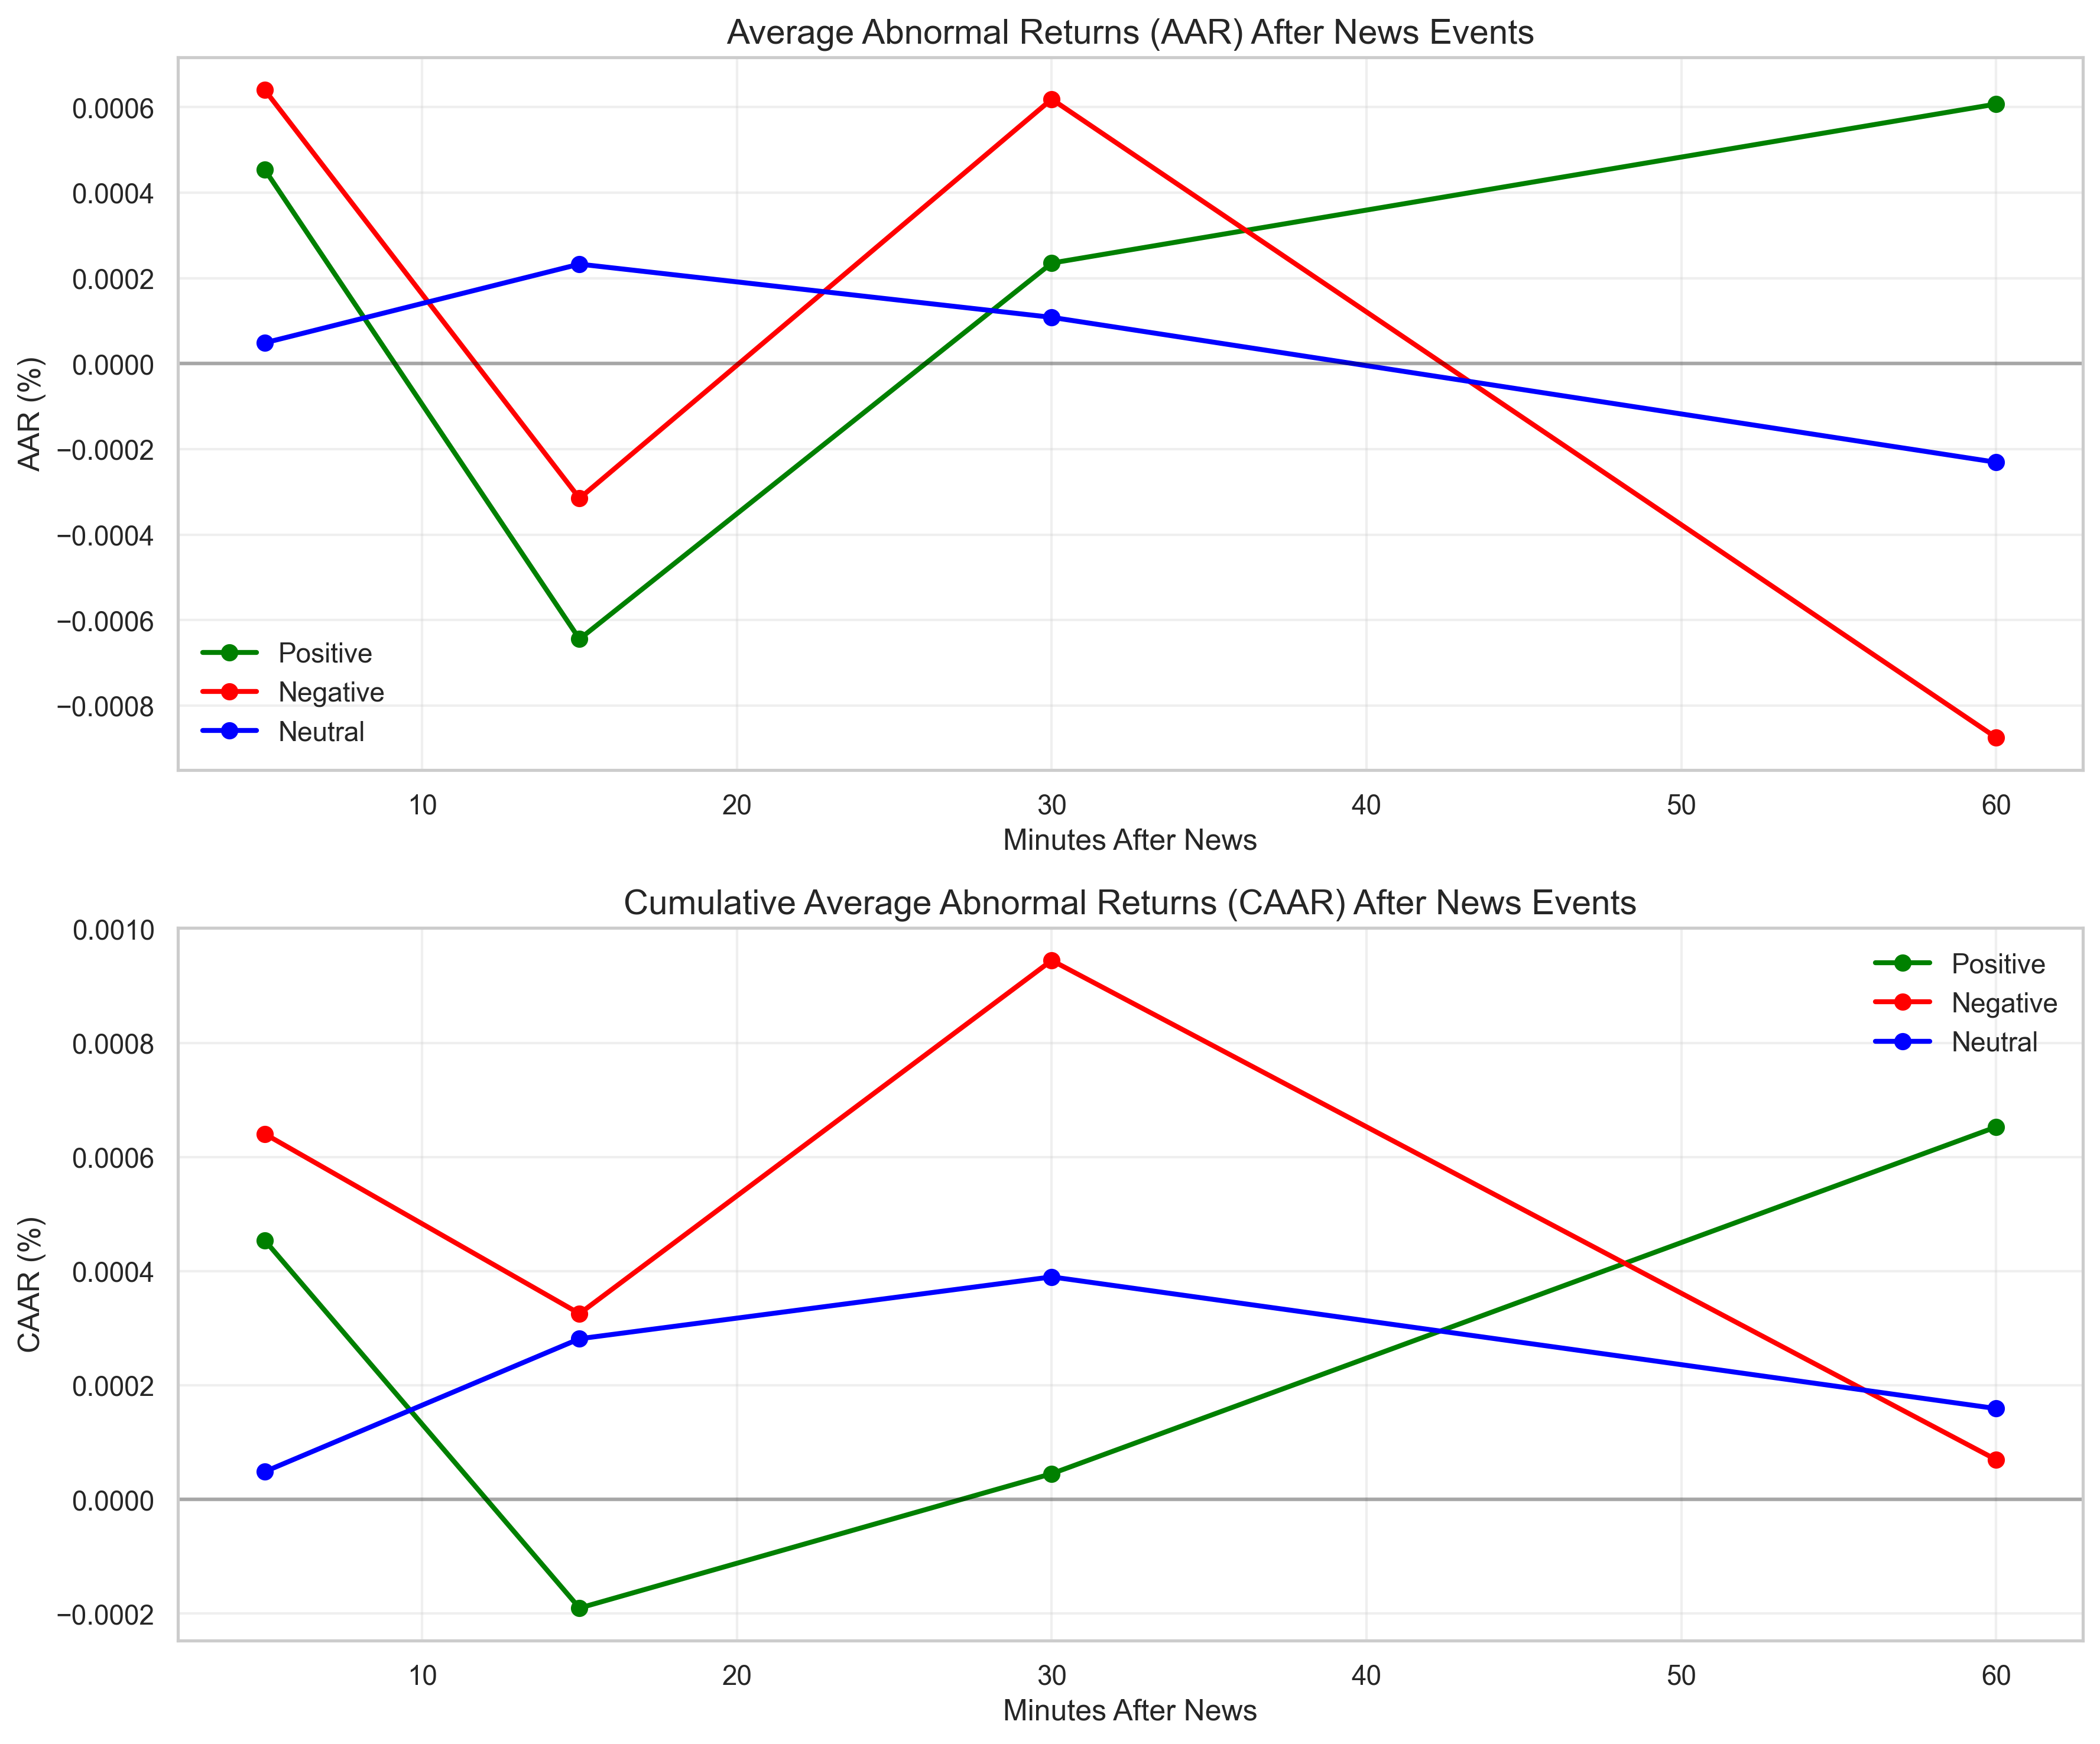 Average Abnormal Returns (AAR) After News Events
AAR (%)
0.0006
0.0004
0.0002
0.0000
−0.0002
−0.0004
−0.0006
−0.0008
Positive
Negative
Neutral
10 20 30 40 50 60
Minutes After News
Cumulative Average Abnormal Returns (CAAR) After News Events
CAAR (%)
0.0010
0.0008
0.0006
0.0004
0.0002
0.0000
−0.0002
Positive
Negative
Neutral
10 20 30 40 50 60
Minutes After News